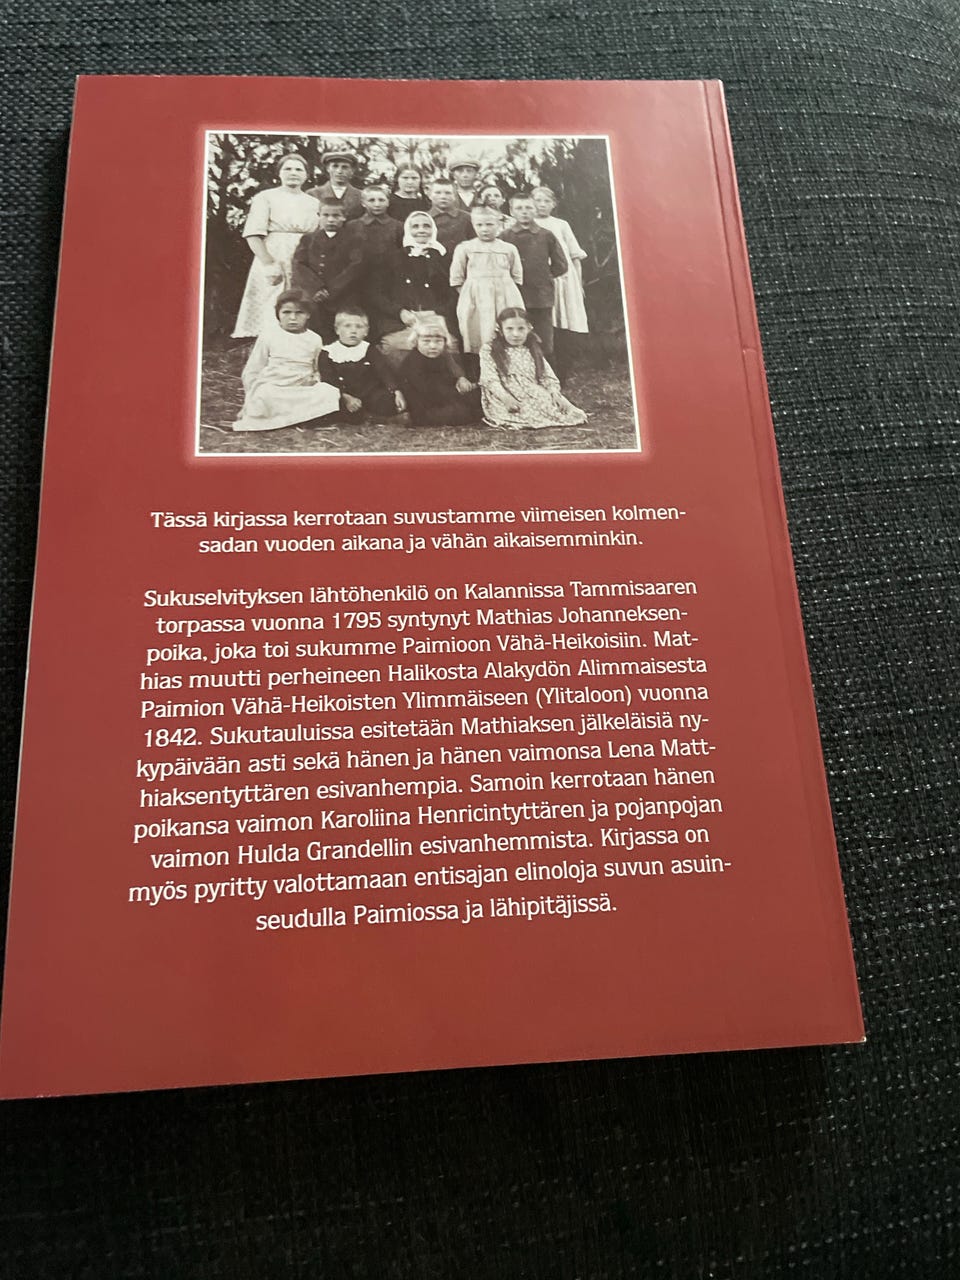 Tässä kirjassa kerrotaan suvustamme viimeisen kolmen-
sadan vuoden aikana ja vähän aikaisemminkin.
Sukuselvityksen lähtöhenkilö on Kalannissa Tammisaaren
torpassa vuonna 1795 syntynyt Mathias Johanneksen-
poika, joka toi sukumme Paimioon Vähä-Heikoisiin. Mat-
hias muutti perheineen Halikosta Alakydön Alimmaisesta
Paimion Vähä-Heikoisten Ylimmäiseen (Ylitaloon) vuonna
1842. Sukutauluissa esitetään Mathiaksen jälkeläisiä ny-
kypäivään asti sekä hänen ja hänen vaimonsa Lena Matt-
hiaksentyttären esivanhempia. Samoin kerrotaan hänen
poikansa vaimon Karoliina Henricintyttären ja pojanpojan
vaimon Hulda Grandellin esivanhemmista. Kirjassa on
myös pyritty valottamaan entisajan elinoloja suvun asuin-
seudulla Paimiossa ja lähipitäjissä.